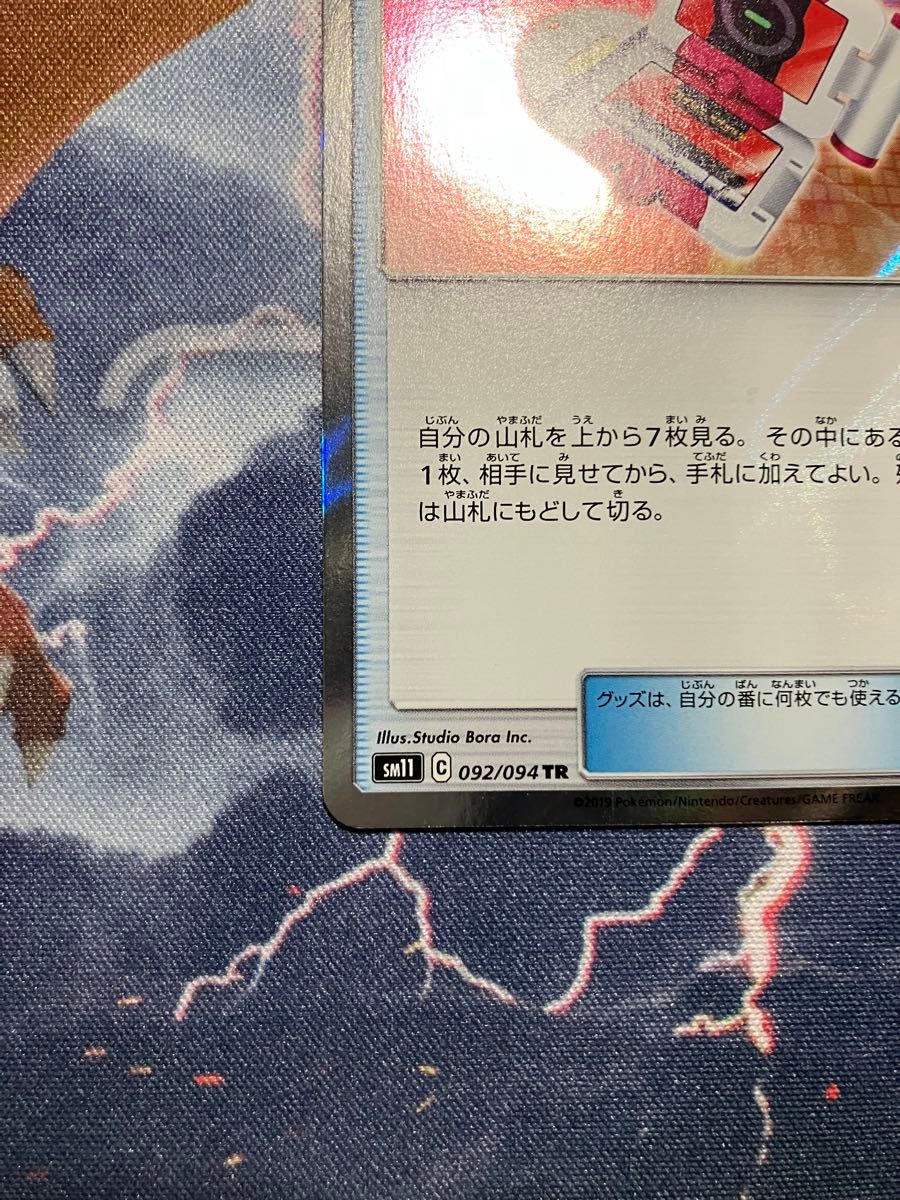 自分の山札を上から7枚見る。その中にある
1枚、相手に見せてから、手札に加えてよい。
は山札にもどして切る。
グッズは、自分の番に何枚でも使える
Illus.Studio Bora Inc.
SM11 C 092/094 TR
©2019 Pokémon/Nintendo/Creatures/GAME FREAK